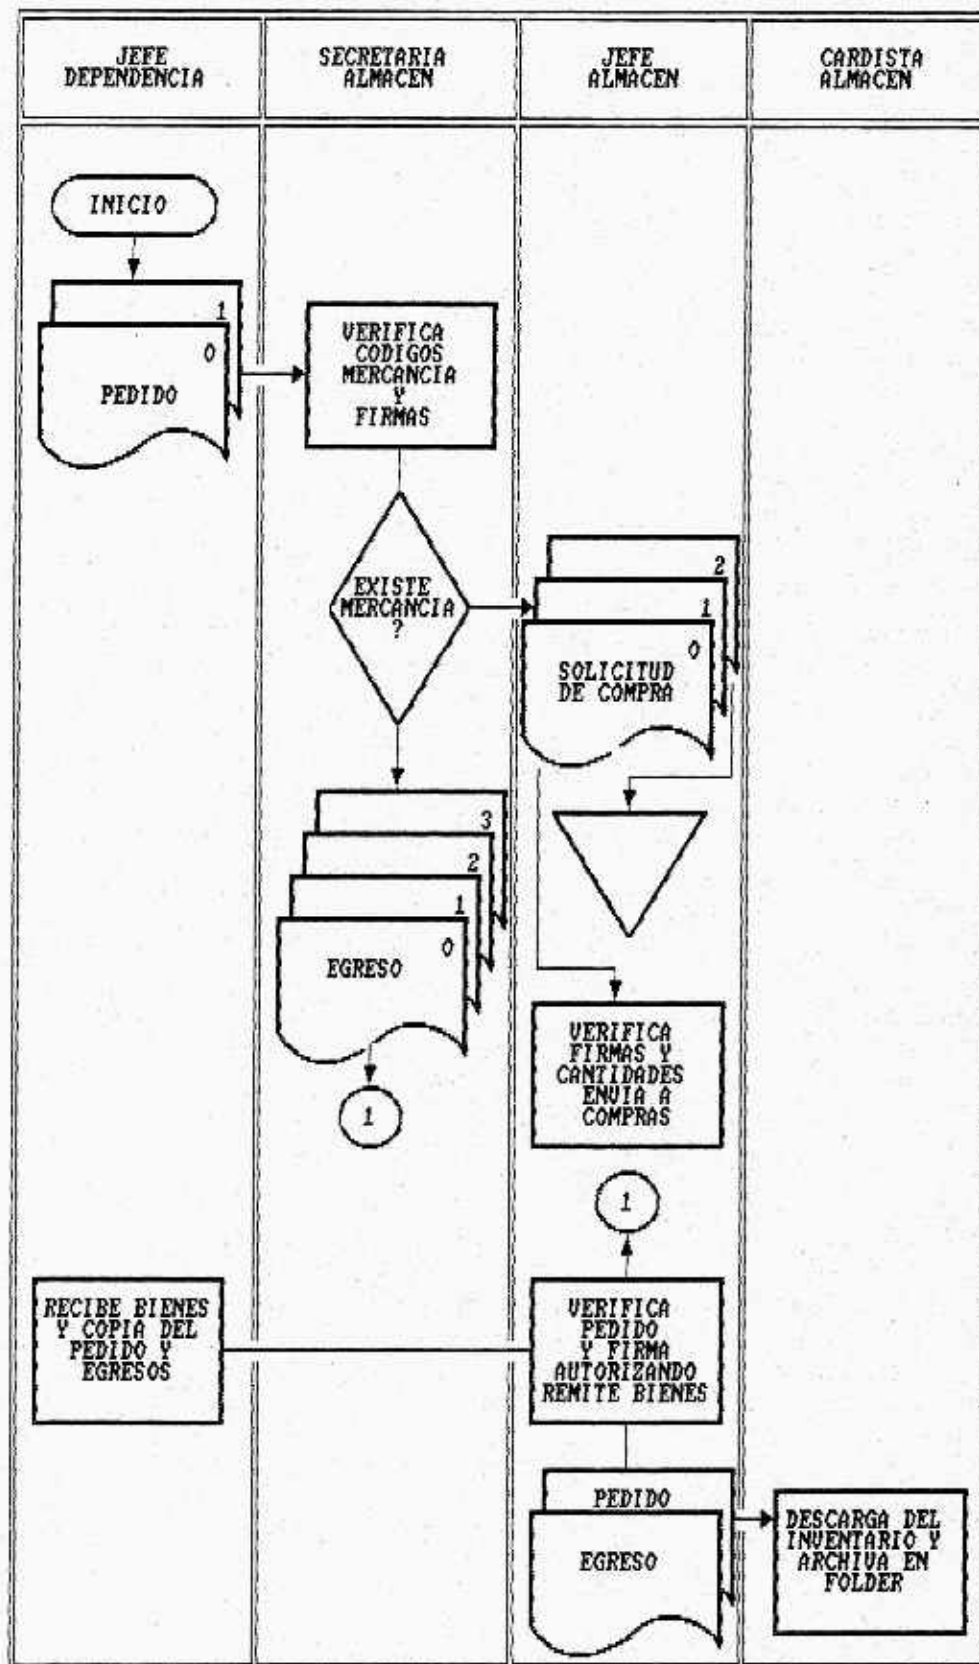 JEFE
DEPENDENCIA
SECRETARIA
ALMACEN
JEFE
ALMACEN
CARDISTA
ALMACEN
INICIO
1
0
PEDIDO
VERIFICA
CODIGOS
MERCANCIA
Y
FIRMAS
EXISTE
MERCANCIA
?
2
1
0
SOLICITUD
DE COMPRA
3
2
1
0
EGRESO
1
VERIFICA
FIRMAS Y
CANTIDADES
ENVIA A
COMPRAS
1
RECIBE BIENES
Y COPIA DEL
PEDIDO Y
EGRESOS
VERIFICA
PEDIDO
Y FIRMA
AUTORIZANDO
REMITE BIENES
PEDIDO
EGRESO
DESCARGA DEL
INVENTARIO Y
ARCHIVA EN
FOLDER